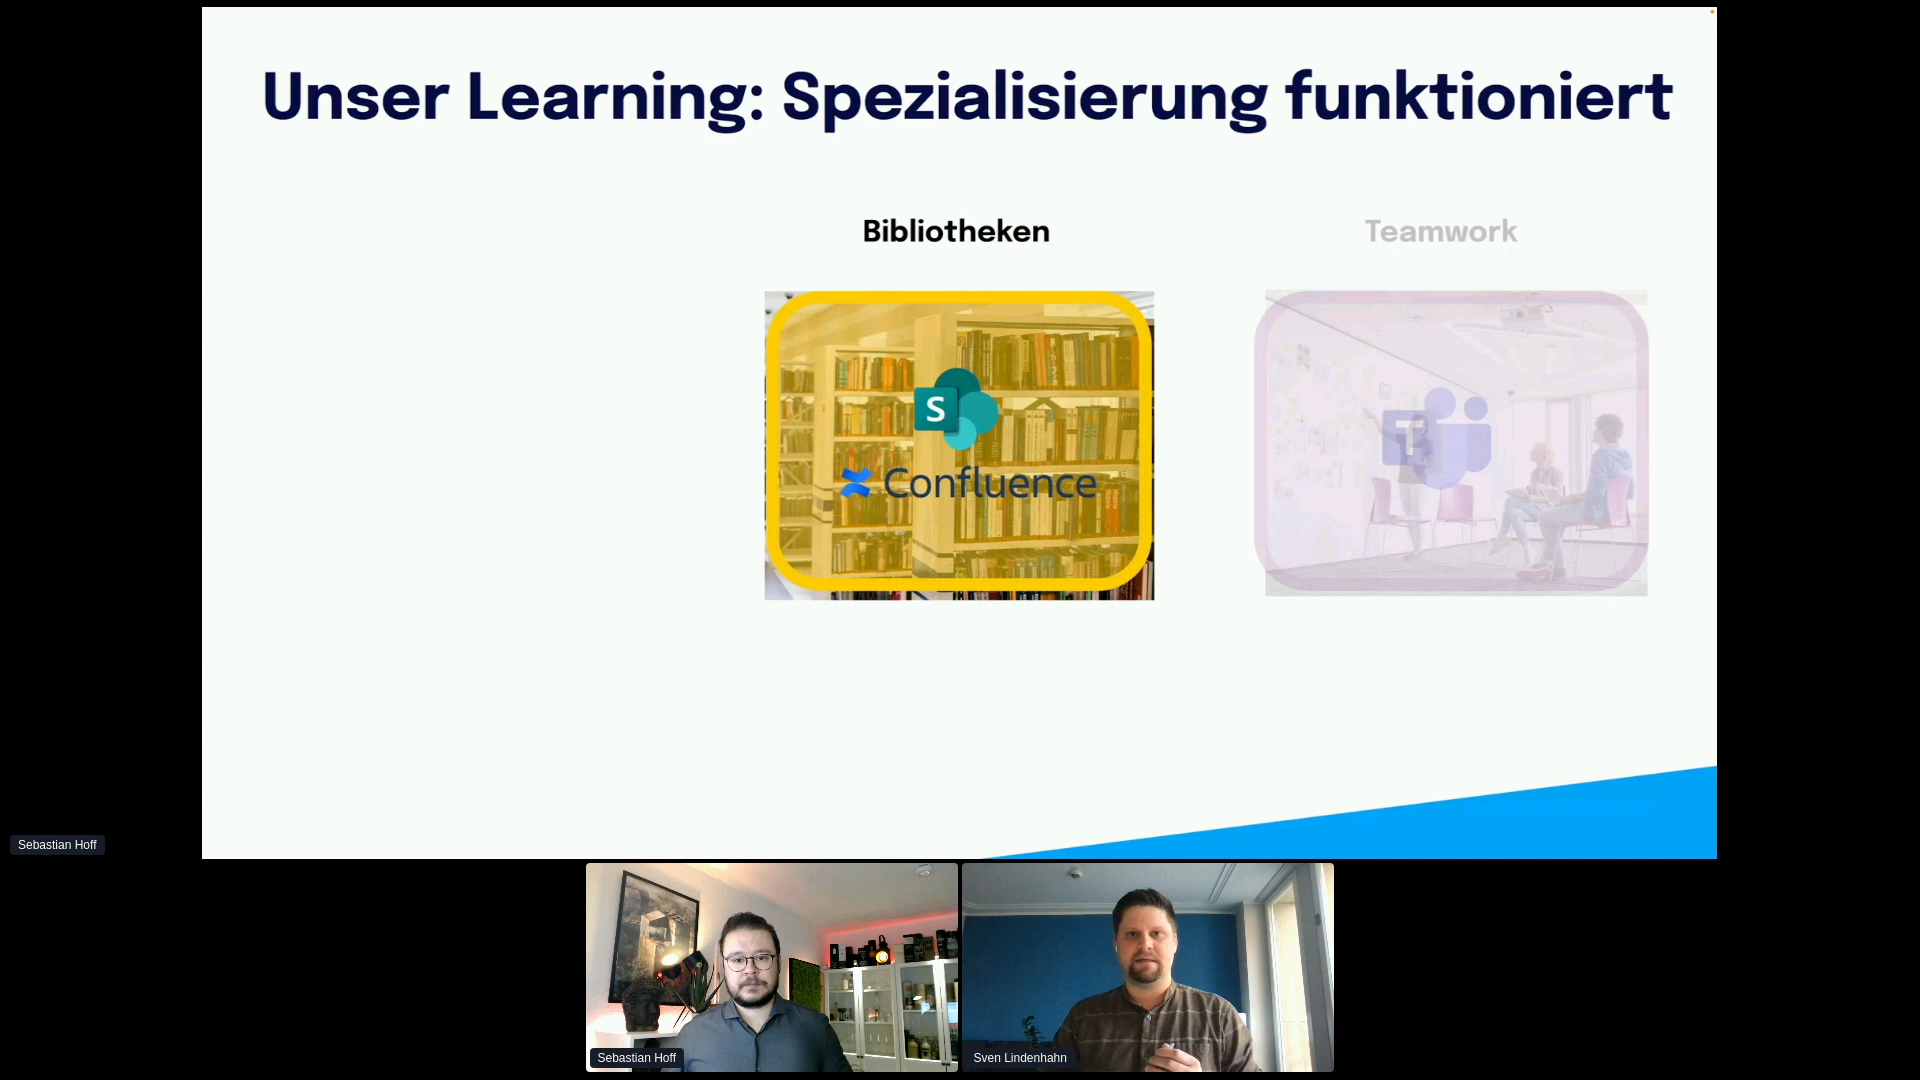 Unser Learning: Spezialisierung funktioniert
Bibliotheken
Teamwork
S
Confluence
T
Sebastian Hoff
Sebastian Hoff
Sven Lindenhahn